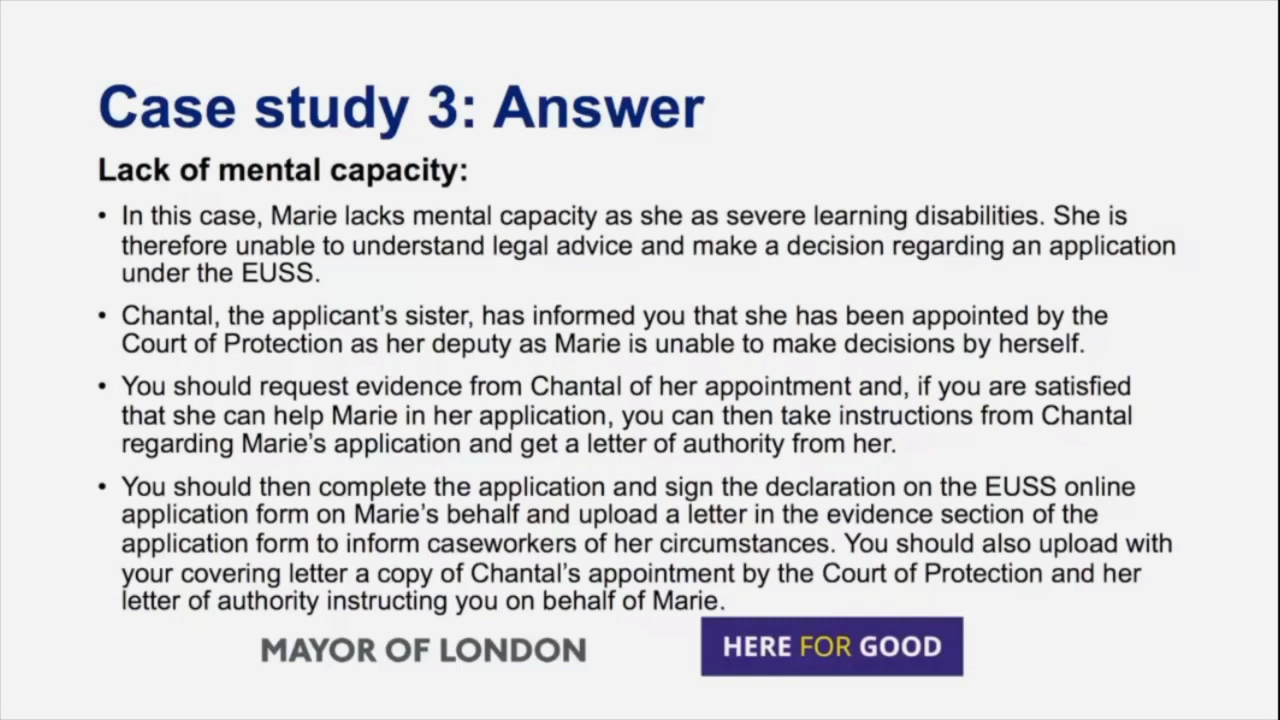 Case study 3: Answer
Lack of mental capacity:
• In this case, Marie lacks mental capacity as she as severe learning disabilities. She is
therefore unable to understand legal advice and make a decision regarding an application
under the EUSS.
• Chantal, the applicant’s sister, has informed you that she has been appointed by the
Court of Protection as her deputy as Marie is unable to make decisions by herself.
• You should request evidence from Chantal of her appointment and, if you are satisfied
that she can help Marie in her application, you can then take instructions from Chantal
regarding Marie’s application and get a letter of authority from her.
• You should then complete the application and sign the declaration on the EUSS online
application form on Marie’s behalf and upload a letter in the evidence section of the
application form to inform caseworkers of her circumstances. You should also upload with
your covering letter a copy of Chantal’s appointment by the Court of Protection and her
letter of authority instructing you on behalf of Marie.
MAYOR OF LONDON
HERE FOR GOOD